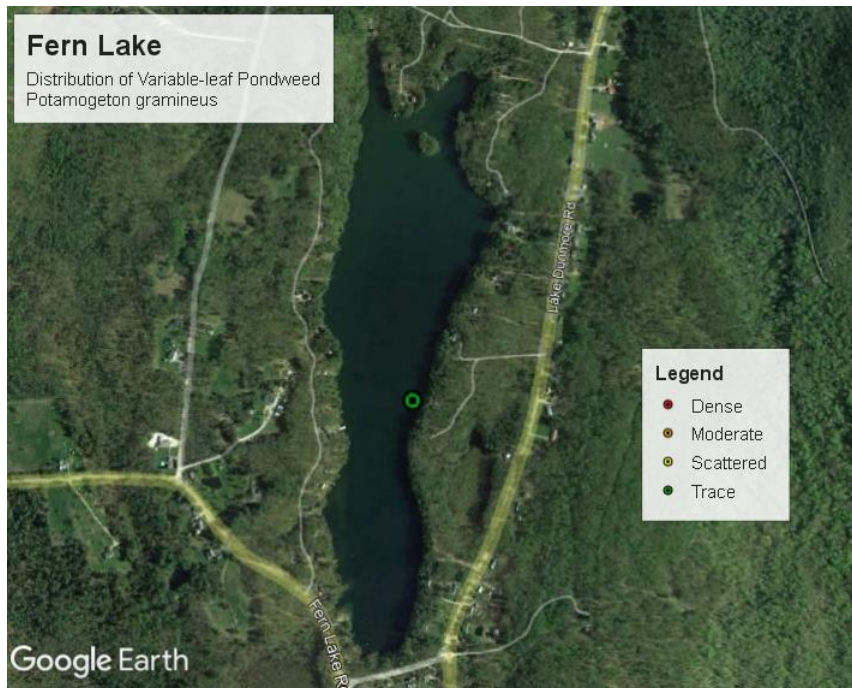 Fern Lake
Distribution of Variable-leaf Pondweed
Potamogeton gramineus
Lake Dunmore Rd
Legend
Dense
Moderate
Scattered
Trace
Fern Lake Rd
Google Earth